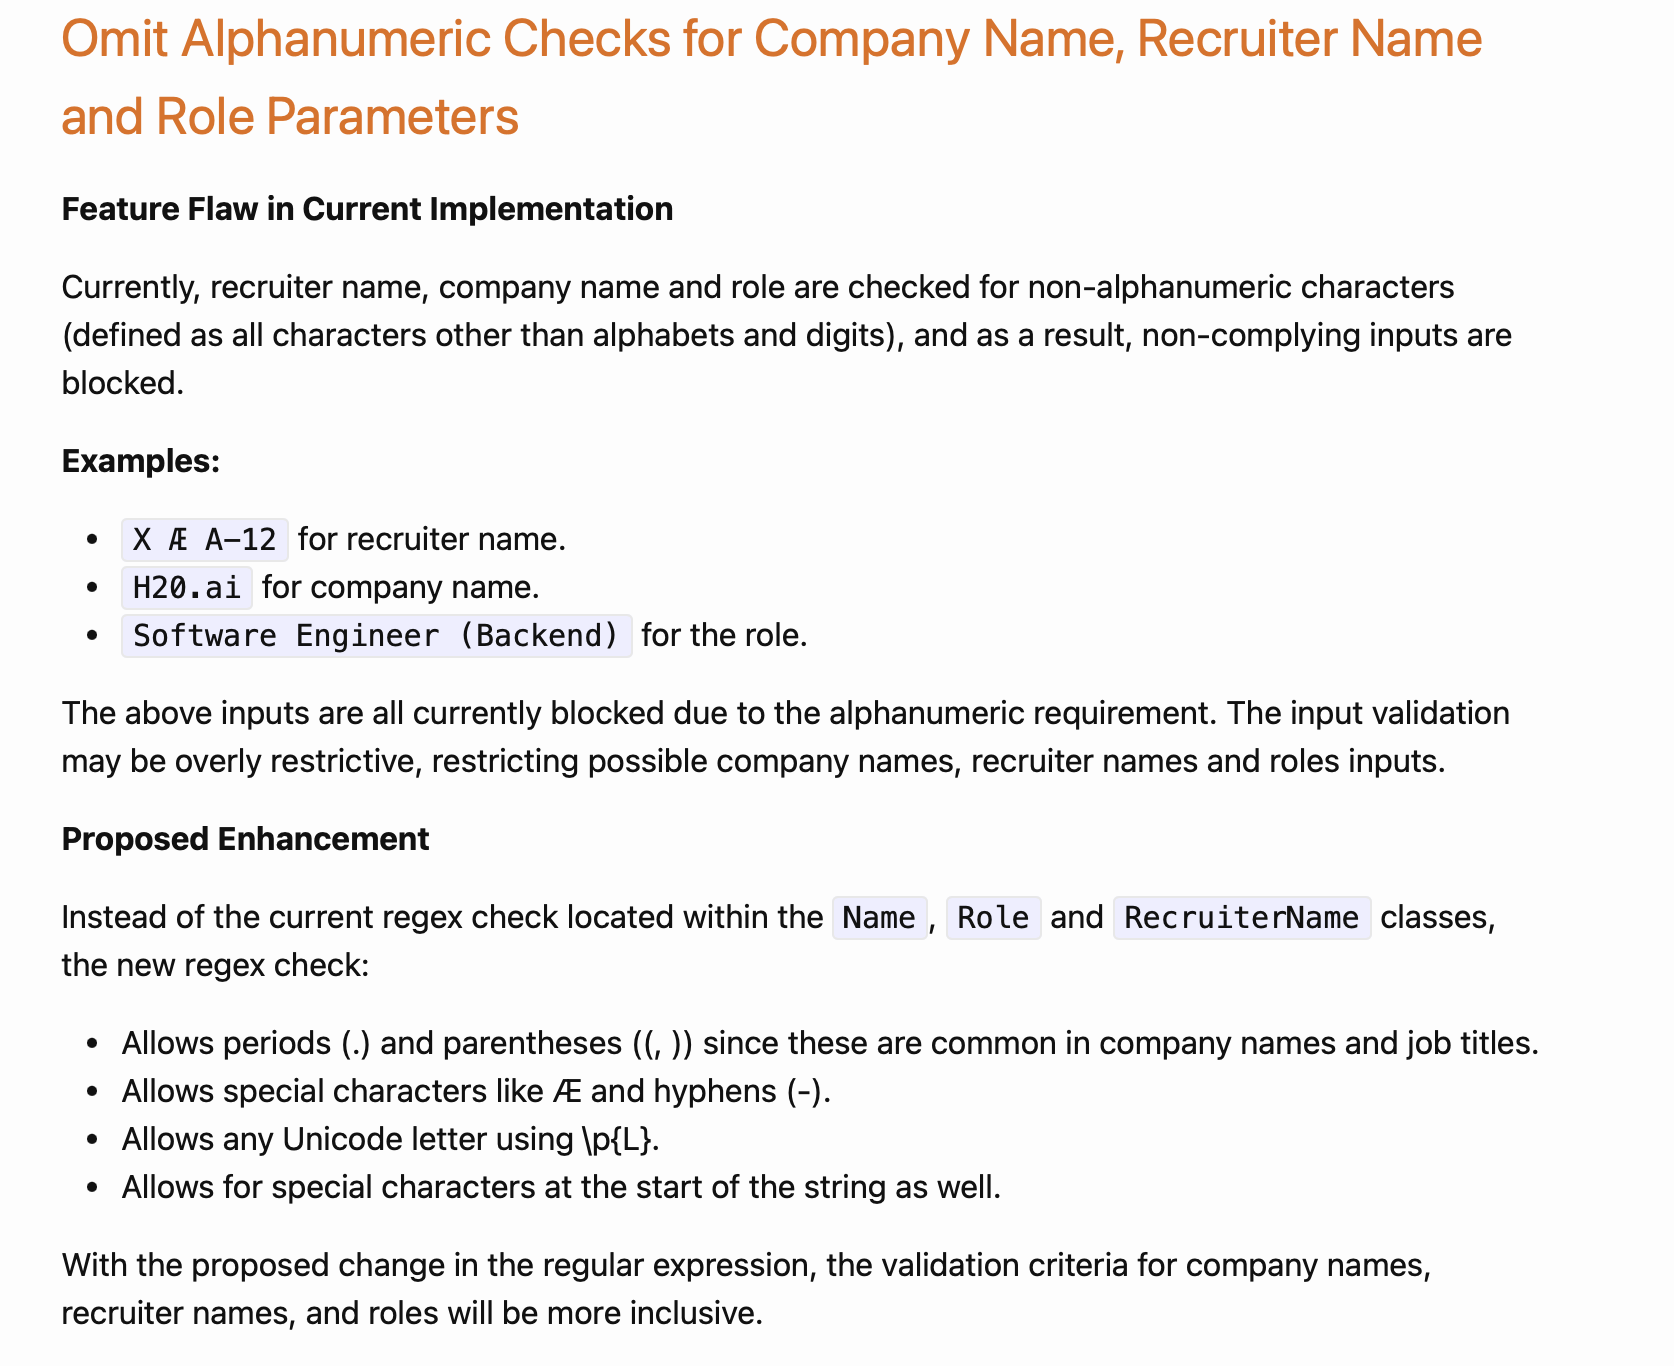 Omit Alphanumeric Checks for Company Name, Recruiter Name
and Role Parameters
Feature Flaw in Current Implementation
Currently, recruiter name, company name and role are checked for non-alphanumeric characters
(defined as all characters other than alphabets and digits), and as a result, non-complying inputs are
blocked.
Examples:
• X Æ A-12 for recruiter name.
• H20.ai for company name.
• Software Engineer (Backend) for the role.
The above inputs are all currently blocked due to the alphanumeric requirement. The input validation
may be overly restrictive, restricting possible company names, recruiter names and roles inputs.
Proposed Enhancement
Instead of the current regex check located within the Name, Role and RecruiterName classes,
the new regex check:
• Allows periods (.) and parentheses ((, )) since these are common in company names and job titles.
• Allows special characters like Æ and hyphens (-).
• Allows any Unicode letter using \p{L}.
• Allows for special characters at the start of the string as well.
With the proposed change in the regular expression, the validation criteria for company names,
recruiter names, and roles will be more inclusive.